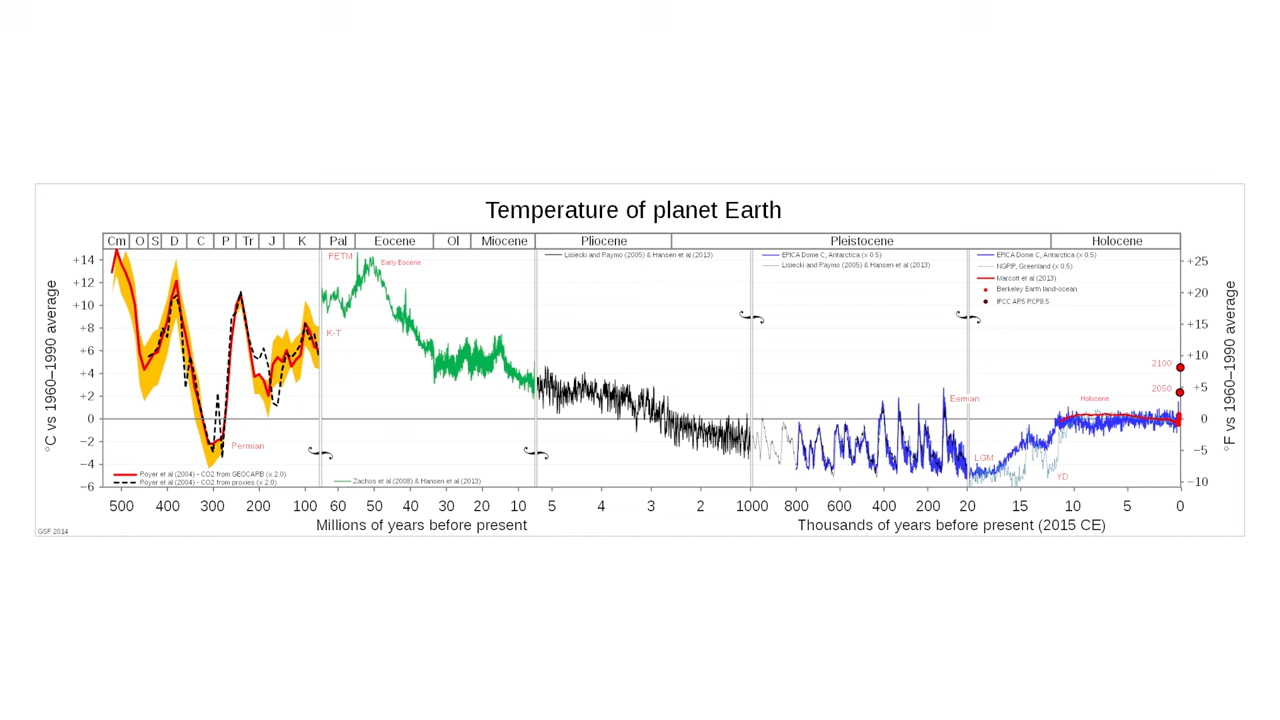 Temperature of planet Earth
Cm O S D C P Tr J K Pal Eocene Ol Miocene Pliocene Pleistocene Holocene
PETM
Early Eocene
K-T
Permian
Royer et al (2004) - CO2 from GEOCARB (x 2.0)
Royer et al (2004) - CO2 from proxies (x 2.0)
Zachos et al (2008) & Hansen et al (2013)
Lisiecki and Raymo (2005) & Hansen et al (2013)
EPICA Dome C, Antarctica (x 0.5)
Lisiecki and Raymo (2005) & Hansen et al (2013)
EPICA Dome C, Antarctica (x 0.5)
NGRIP, Greenland (x 0.5)
Marcott et al (2013)
Berkeley Earth land-ocean
IPCC AR5 RCP8.5
2100
2050
Eemian
Holocene
LGM
YD
°C vs 1960–1990 average
+14
+12
+10
+8
+6
+4
+2
0
−2
−4
−6
+25
+20
+15
+10
+5
0
−5
−10
°F vs 1960–1990 average
500 400 300 200 100 60 50 40 30 20 10 5 4 3 2 1000 800 600 400 200 20 15 10 5 0
Millions of years before present
Thousands of years before present (2015 CE)
GSF 2014